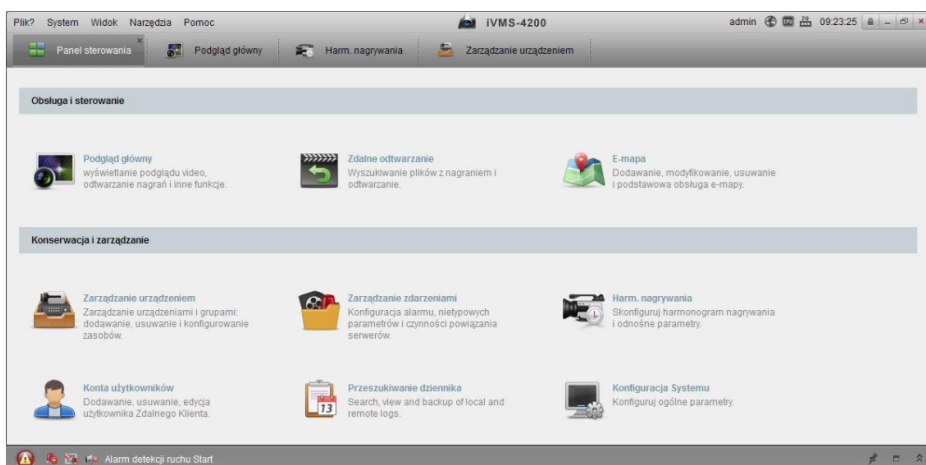 Plik? System Widok Narzędzia Pomoc iVMS-4200 admin 09:23:25
Panel sterowania Podgląd główny Harm. nagrywania Zarządzanie urządzeniem
Obsługa i sterowanie
Podgląd główny
wyświetlanie podglądu video,
odtwarzanie nagrań i inne funkcje.
Zdalne odtwarzanie
Wyszukiwanie plików z nagraniem i
odtwarzanie.
E-mapa
Dodawanie, modyfikowanie, usuwanie
i podstawowa obsługa e-mapy.
Konserwacja i zarządzanie
Zarządzanie urządzeniem
Zarządzanie urządzeniami i grupami:
dodawanie, usuwanie i konfigurowanie
zasobów.
Zarządzanie zdarzeniami
Konfiguracja alarmu, nietypowych
parametrów i czynności powiązania
serwerów.
Harm. nagrywania
Skonfiguruj harmonogram nagrywania
i odnośne parametry.
Konta użytkowników
Dodawanie, usuwanie, edycja
użytkownika Zdalnego Klienta.
13
Przeszukiwanie dziennika
Search, view and backup of local and
remote logs.
Konfiguracja Systemu
Konfiguruj ogólne parametry.
Alarm detekcji ruchu Start